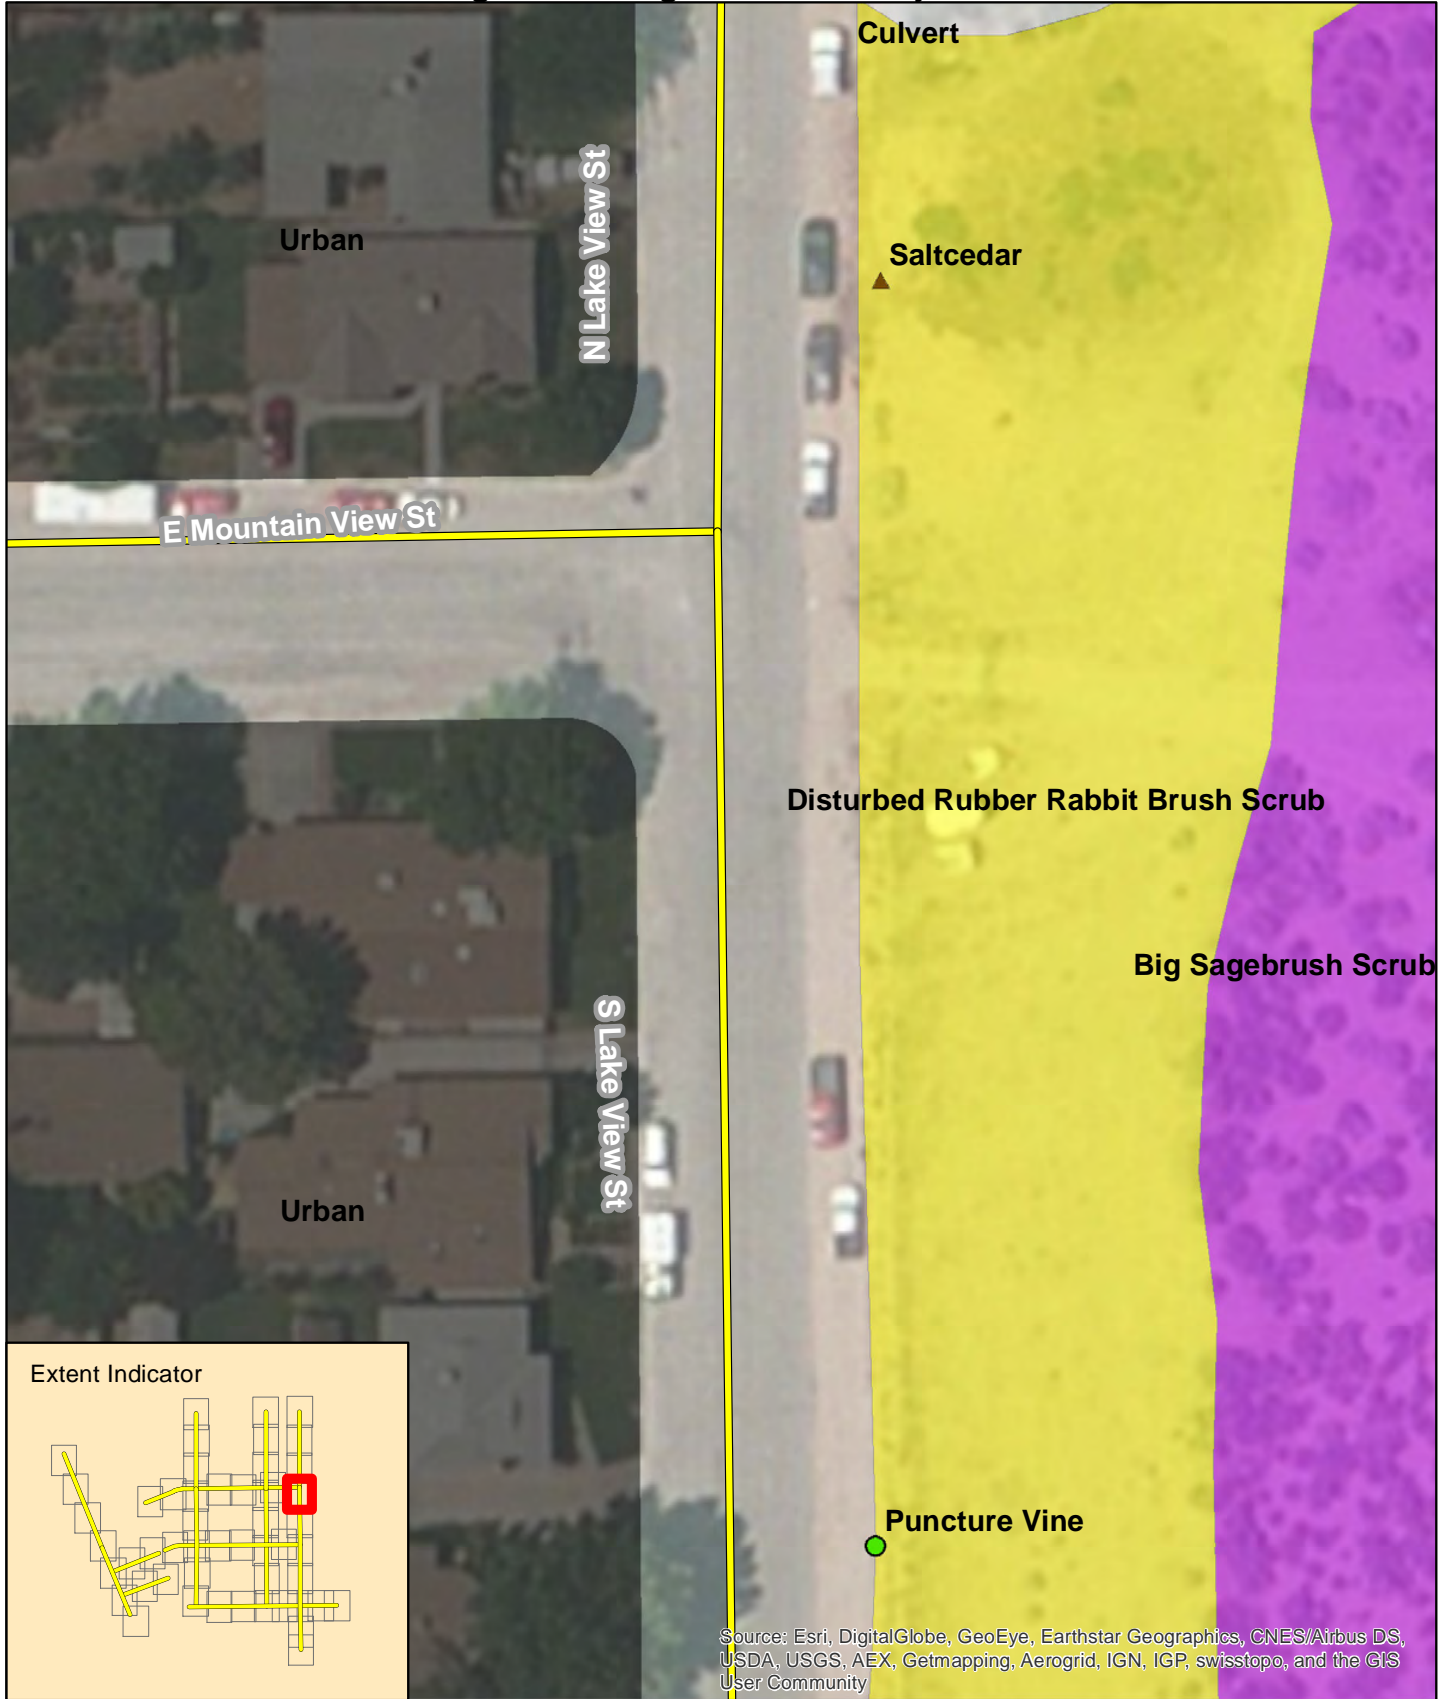 Culvert
N Lake View St
Urban
Saltcedar
E Mountain View St
Disturbed Rubber Rabbit Brush Scrub
Big Sagebrush Scrub
S Lake View St
Urban
Extent Indicator
Puncture Vine
Source: Esri, DigitalGlobe, GeoEye, Earthstar Geographics, CNES/Airbus DS,
USDA, USGS, AEX, Getmapping, Aerogrid, IGN, IGP, swisstopo, and the GIS
User Community